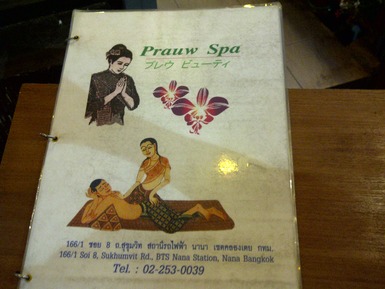 Prauw Spa
プレウ ビューティ
166/1 ซอย 8 ถ.สุขุมวิท สถานีรถไฟฟ้า นานา เขตคลองเตย กทม.
166/1 Soi 8, Sukhumvit Rd., BTS Nana Station, Nana Bangkok
Tel. : 02-253-0039